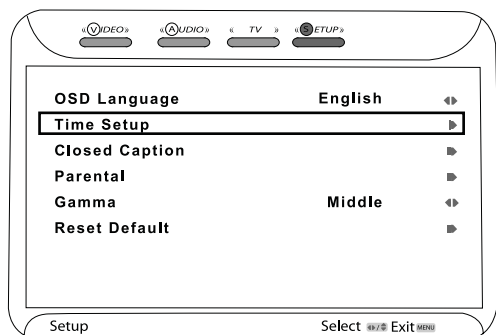 «VIDEO» «AUDIO» « TV » «SETUP»
OSD Language English
Time Setup
Closed Caption
Parental
Gamma Middle
Reset Default
Setup Select Exit MENU